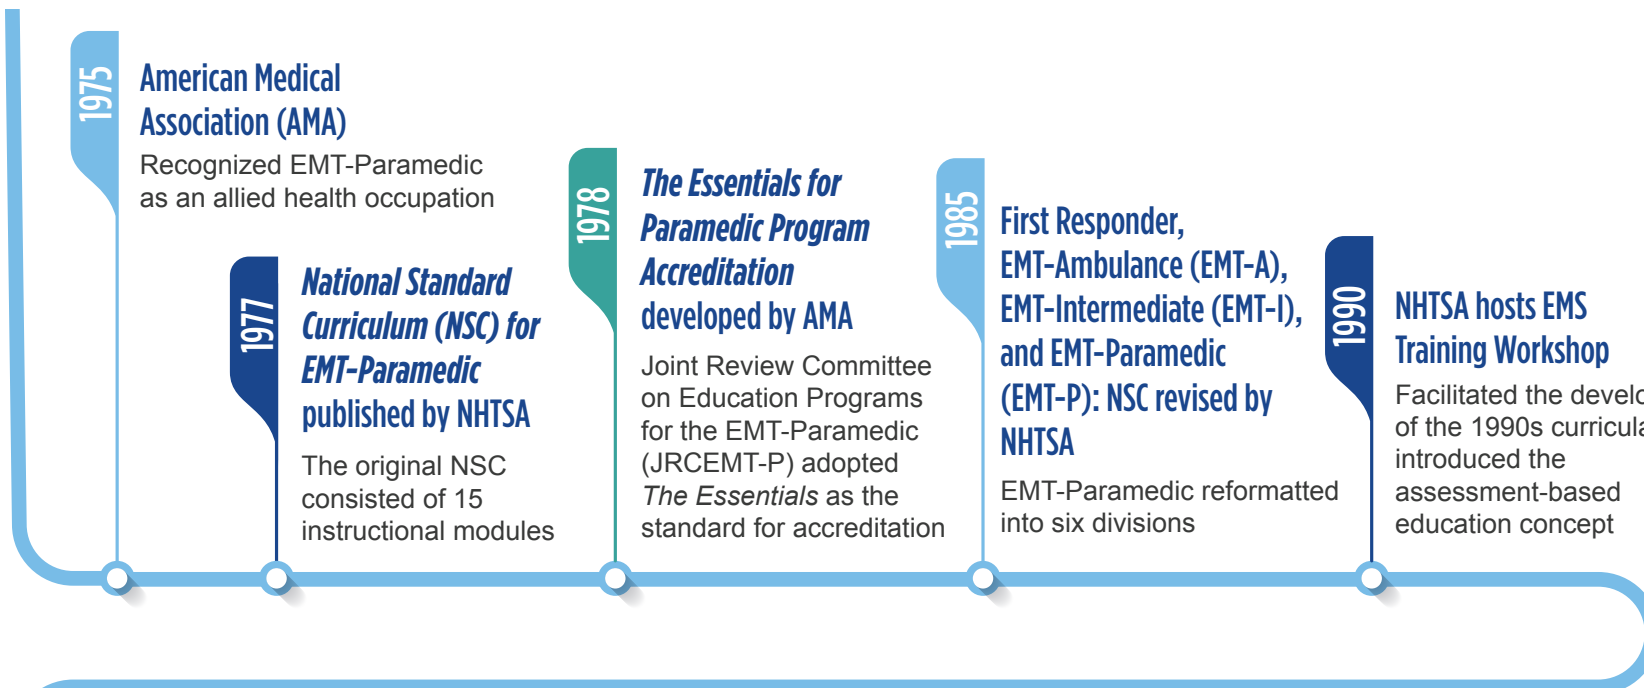 1975
American Medical
Association (AMA)
Recognized EMT-Paramedic
as an allied health occupation
1977
National Standard
Curriculum (NSC) for
EMT-Paramedic
published by NHTSA
The original NSC
consisted of 15
instructional modules
1978
The Essentials for
Paramedic Program
Accreditation
developed by AMA
Joint Review Committee
on Education Programs
for the EMT-Paramedic
(JRCEMT-P) adopted
The Essentials as the
standard for accreditation
1985
First Responder,
EMT-Ambulance (EMT-A),
EMT-Intermediate (EMT-I),
and EMT-Paramedic
(EMT-P): NSC revised by
NHTSA
EMT-Paramedic reformatted
into six divisions
1990
NHTSA hosts EMS
Training Workshop
Facilitated the
of the 1990s curricula
introduced the
assessment-based
education concept